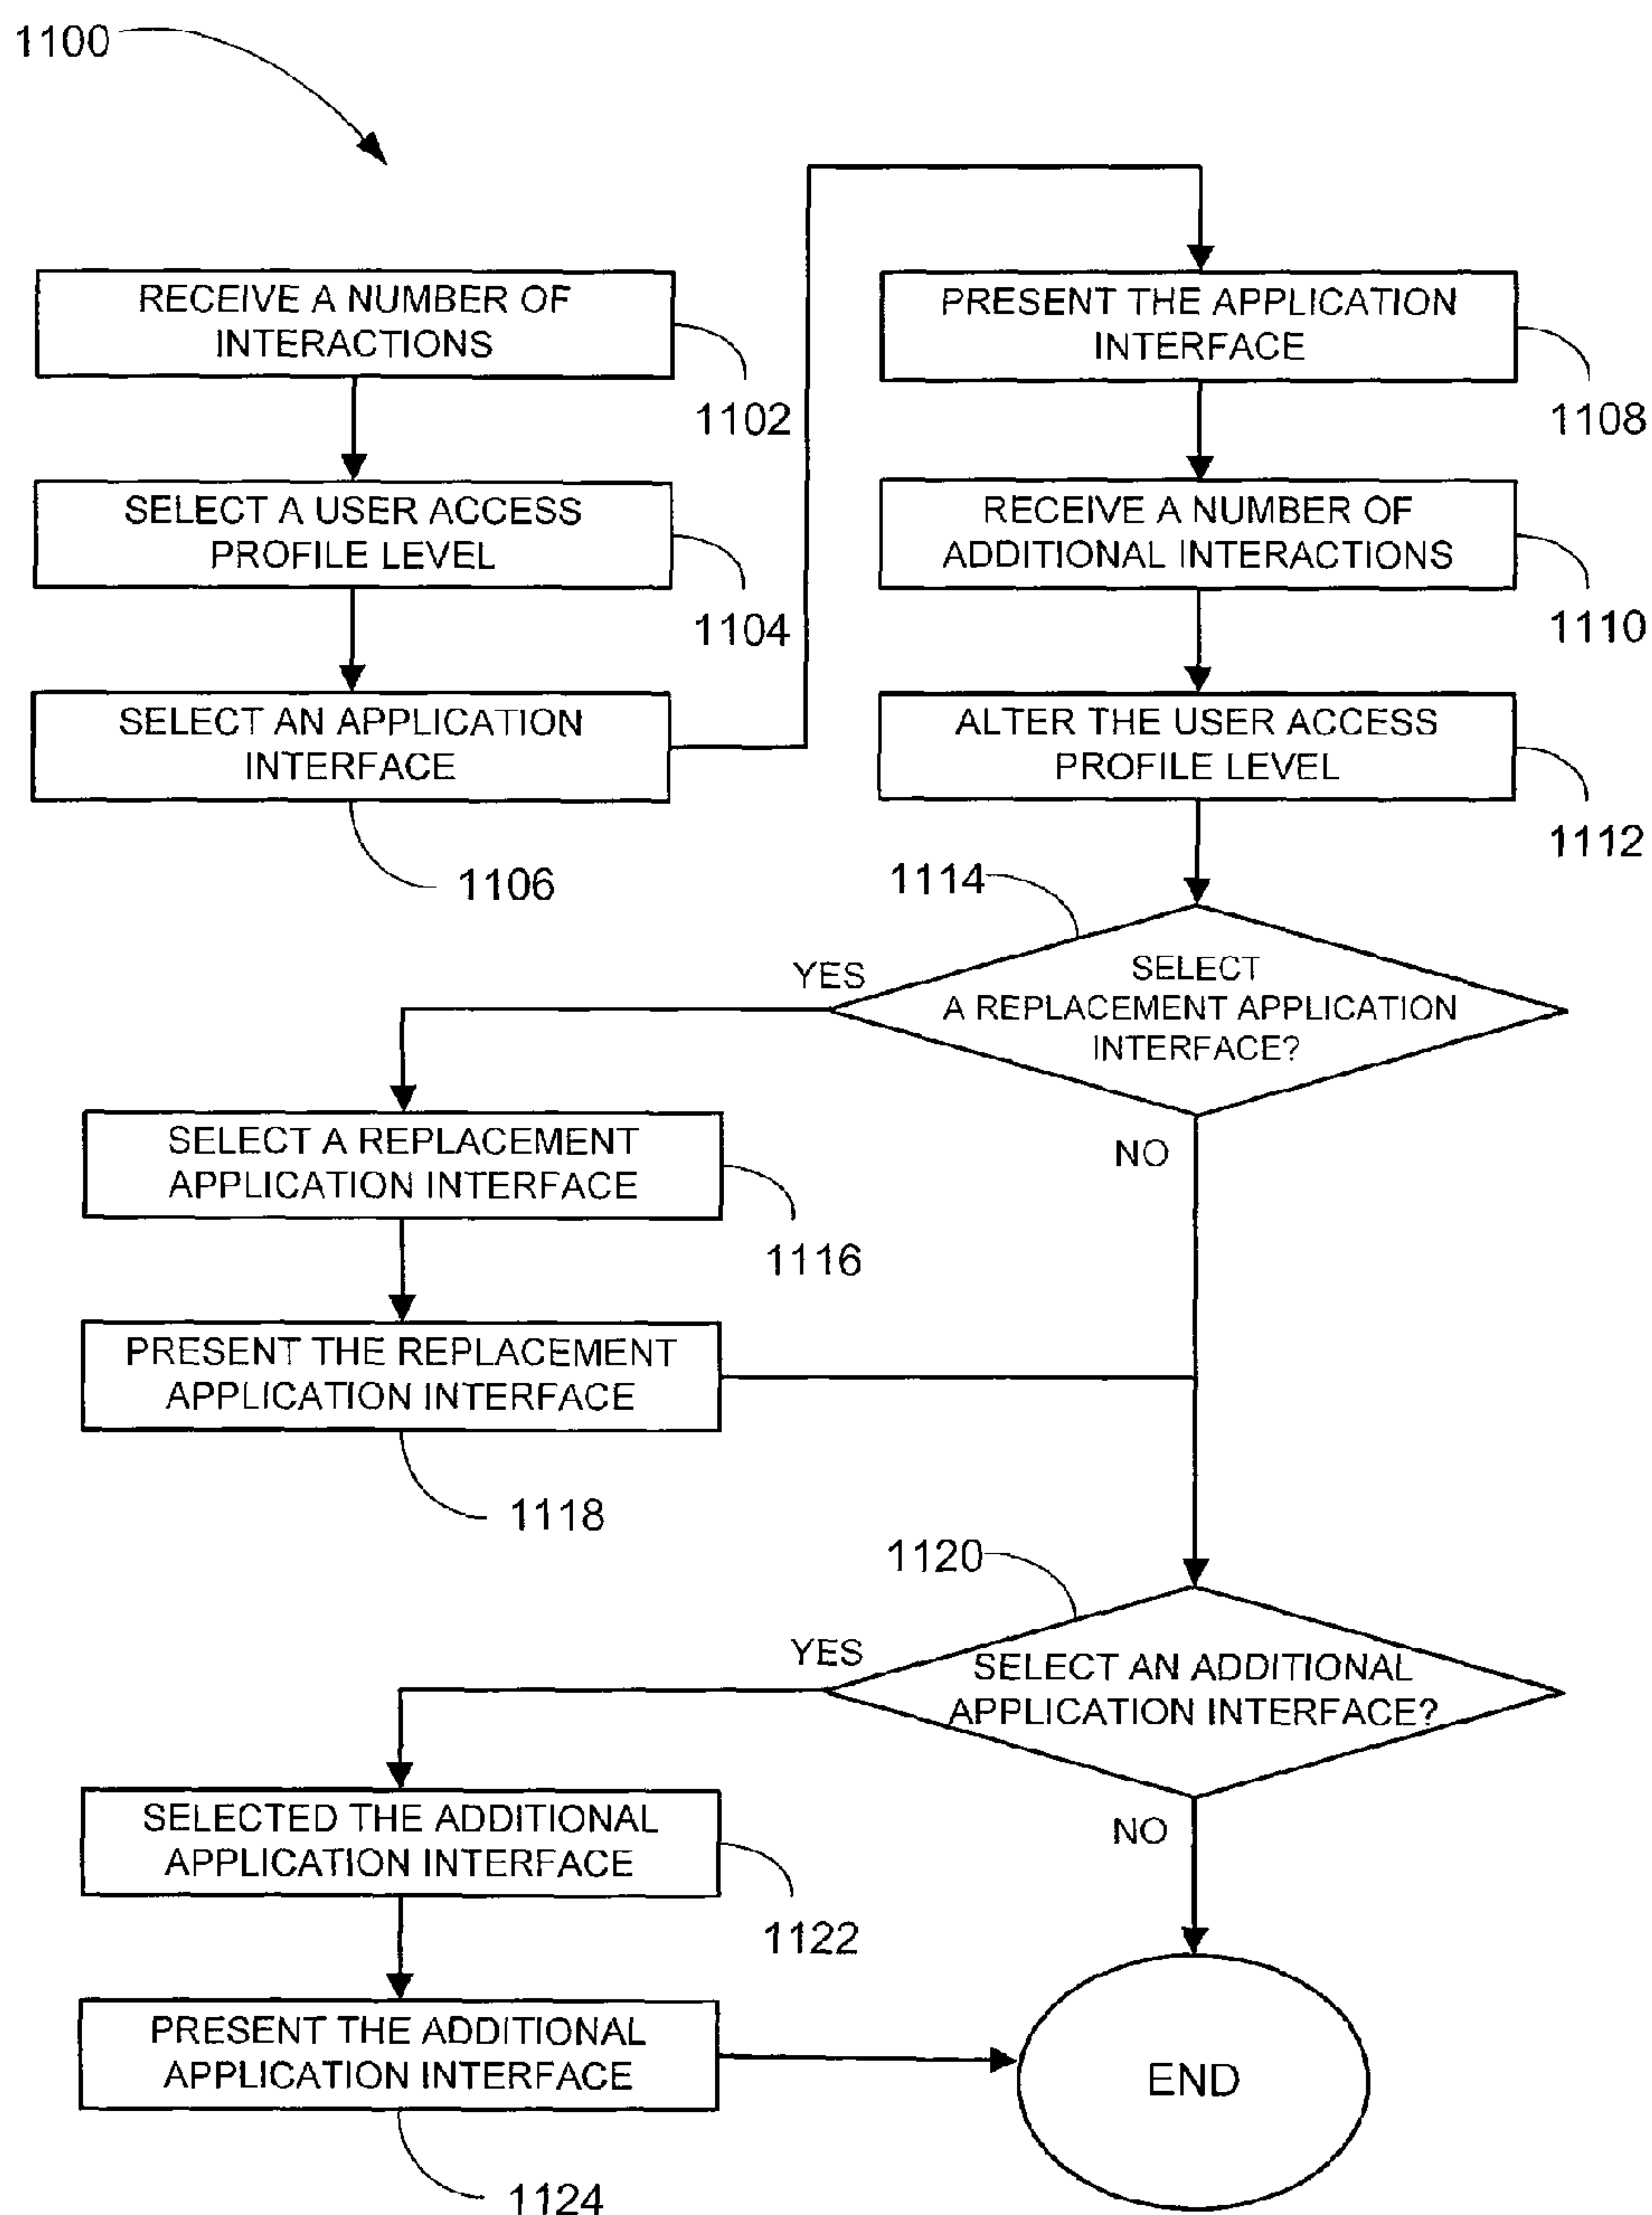 1100
RECEIVE A NUMBER OF
INTERACTIONS
1102
SELECT A USER ACCESS
PROFILE LEVEL
1104
SELECT AN APPLICATION
INTERFACE
1106
PRESENT THE APPLICATION
INTERFACE
1108
RECEIVE A NUMBER OF
ADDITIONAL INTERACTIONS
1110
ALTER THE USER ACCESS
PROFILE LEVEL
1112
1114
SELECT
A REPLACEMENT APPLICATION
INTERFACE?
YES
NO
SELECT A REPLACEMENT
APPLICATION INTERFACE
1116
PRESENT THE REPLACEMENT
APPLICATION INTERFACE
1118
1120
SELECT AN ADDITIONAL
APPLICATION INTERFACE?
YES
NO
SELECTED THE ADDITIONAL
APPLICATION INTERFACE
1122
PRESENT THE ADDITIONAL
APPLICATION INTERFACE
1124
END